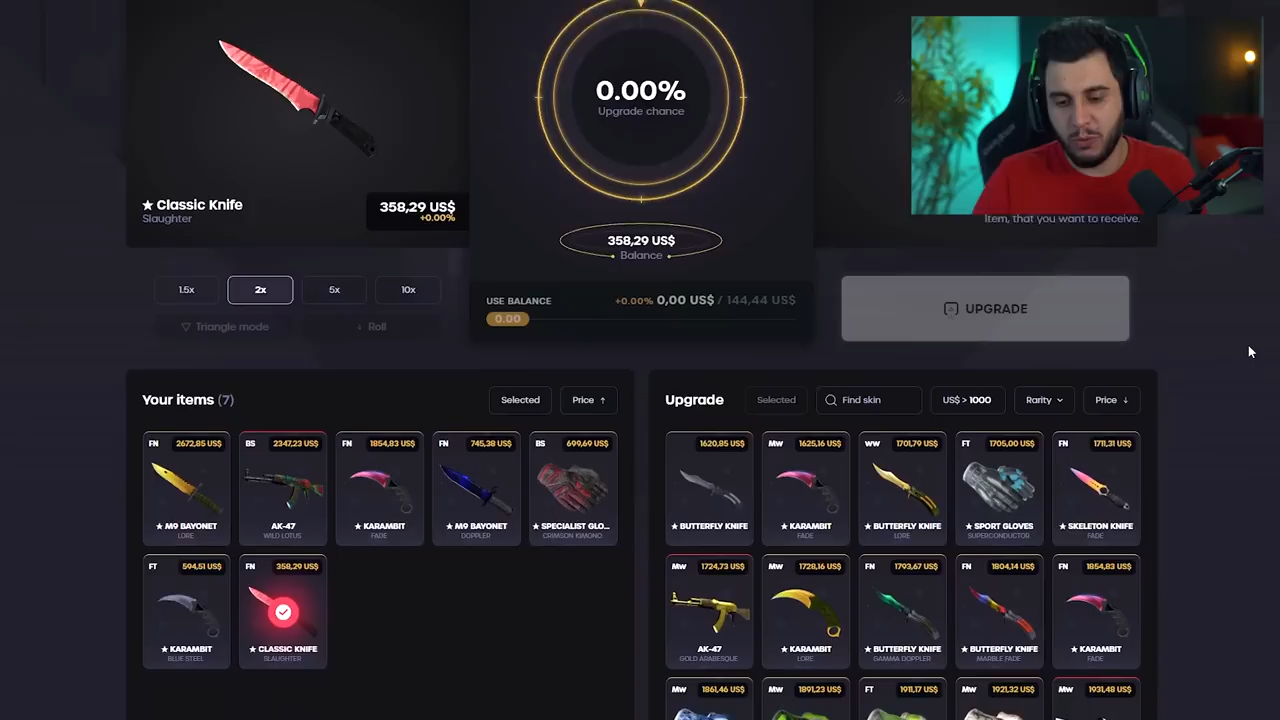 0.00%
Upgrade chance
★ Classic Knife
Slaughter
358,29 US$
+0.00%
Item, that you want to receive.
358,29 US$
Balance
1.5x
2x
5x
10x
Triangle mode
Roll
USE BALANCE
+0.00% 0,00 US$ / 144,44 US$
0.00
UPGRADE
Your items (7)
Selected
Price ↑
Upgrade
Selected
Find skin
US$ > 1000
Rarity
Price ↓
FN 2672,85 US$
★ M9 BAYONET
LORE
BS 2347,23 US$
AK-47
WILD LOTUS
FN 1854,83 US$
★ KARAMBIT
FADE
FN 745,38 US$
★ M9 BAYONET
DOPPLER
BS 699,69 US$
★ SPECIALIST GLO...
CRIMSON KIMONO
FT 594,51 US$
★ KARAMBIT
BLUE STEEL
FN 358,29 US$
★ CLASSIC KNIFE
SLAUGHTER
1620,85 US$
★ BUTTERFLY KNIFE
MW 1625,16 US$
★ KARAMBIT
FADE
WW 1701,79 US$
★ BUTTERFLY KNIFE
LORE
FT 1705,00 US$
★ SPORT GLOVES
SUPERCONDUCTOR
FN 1711,31 US$
★ SKELETON KNIFE
FADE
MW 1724,73 US$
AK-47
GOLD ARABESQUE
MW 1728,16 US$
★ KARAMBIT
LORE
FN 1793,67 US$
★ BUTTERFLY KNIFE
GAMMA DOPPLER
FN 1804,14 US$
★ BUTTERFLY KNIFE
MARBLE FADE
FN 1854,83 US$
★ KARAMBIT
FADE
MW 1861,46 US$
MW 1891,23 US$
FT 1911,17 US$
MW 1921,32 US$
MW 1931,48 US$